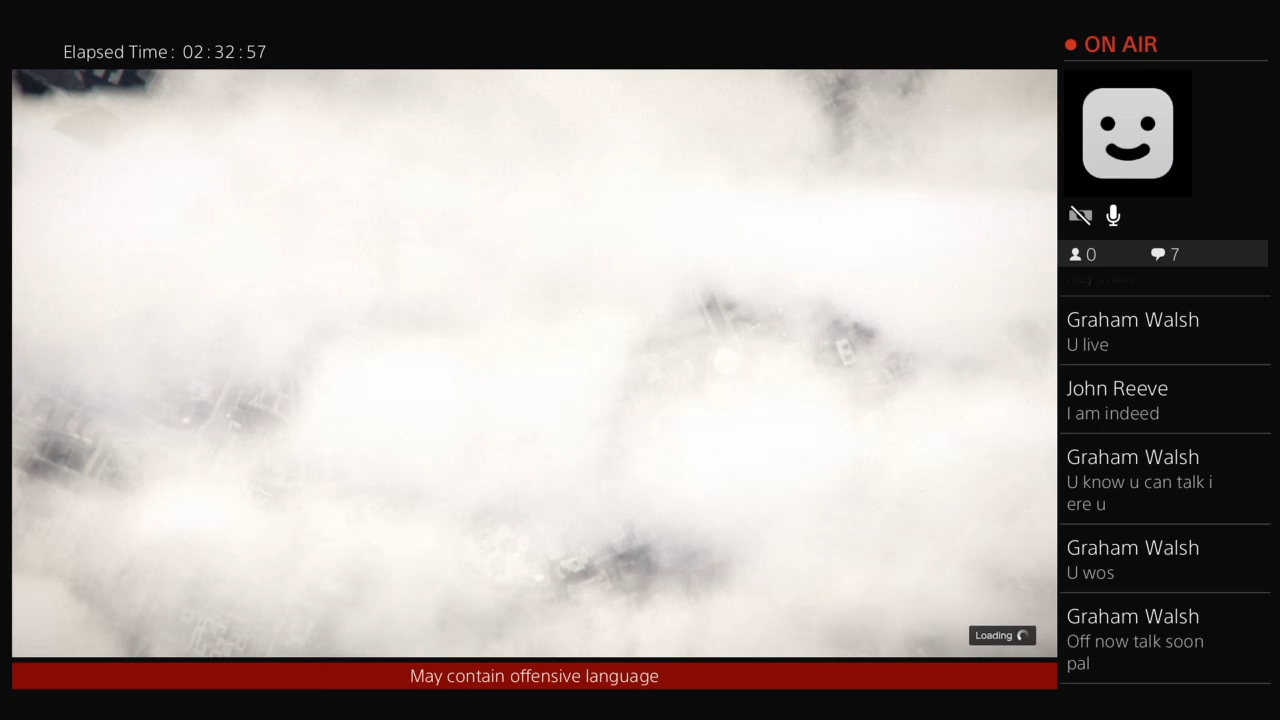 Elapsed Time: 02:32:57
ON AIR
0
7
Graham Walsh
U live
John Reeve
I am indeed
Graham Walsh
U know u can talk i
ere u
Graham Walsh
U wos
Graham Walsh
Off now talk soon
pal
Loading
May contain offensive language